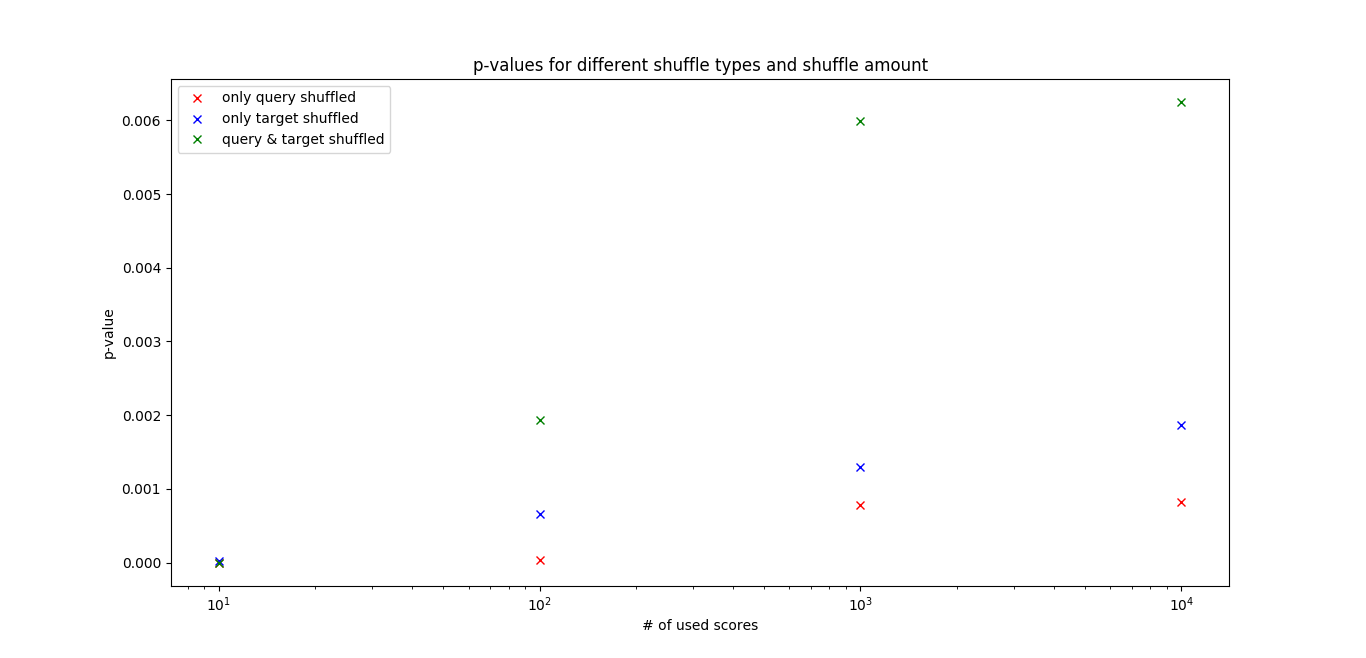 p-values for different shuffle types and shuffle amount
only query shuffled
only target shuffled
query & target shuffled
p-value
0.006
0.005
0.004
0.003
0.002
0.001
0.000
10¹ 10² 10³ 10⁴
# of used scores